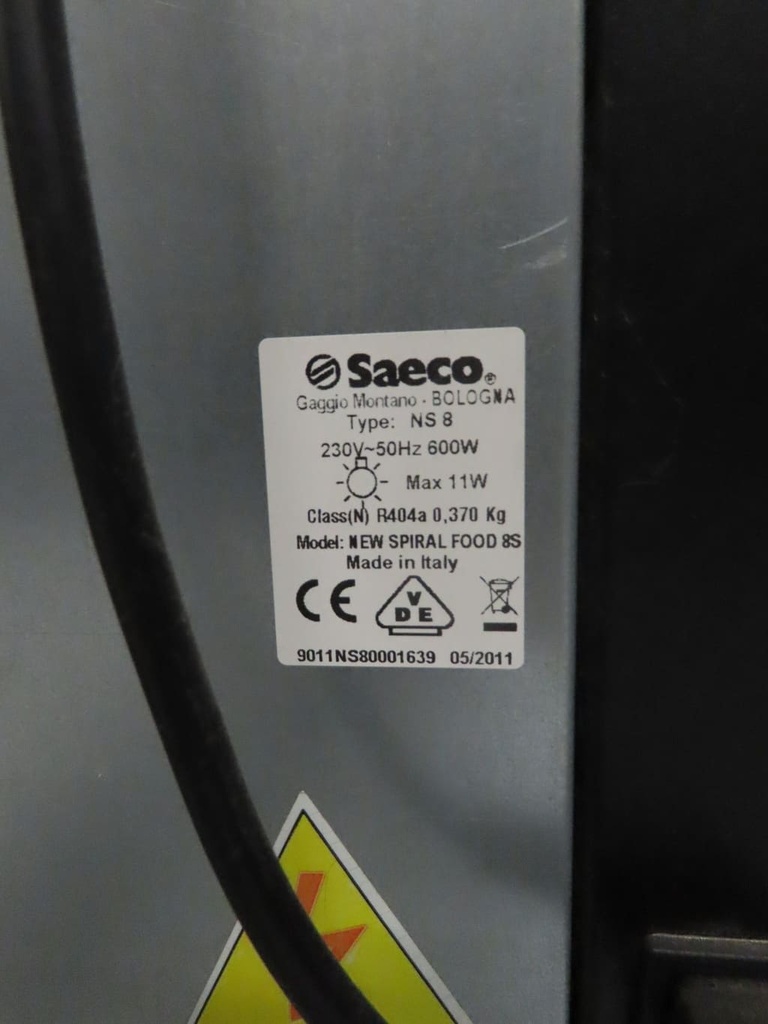 Saeco®
Gaggio Montano - BOLOGNA
Type: NS 8
230V~50Hz 600W
Max 11W
Class(N) R404a 0,370 Kg
Model: NEW SPIRAL FOOD 8S
Made in Italy
CE VDE
9011NS80001639 05/2011